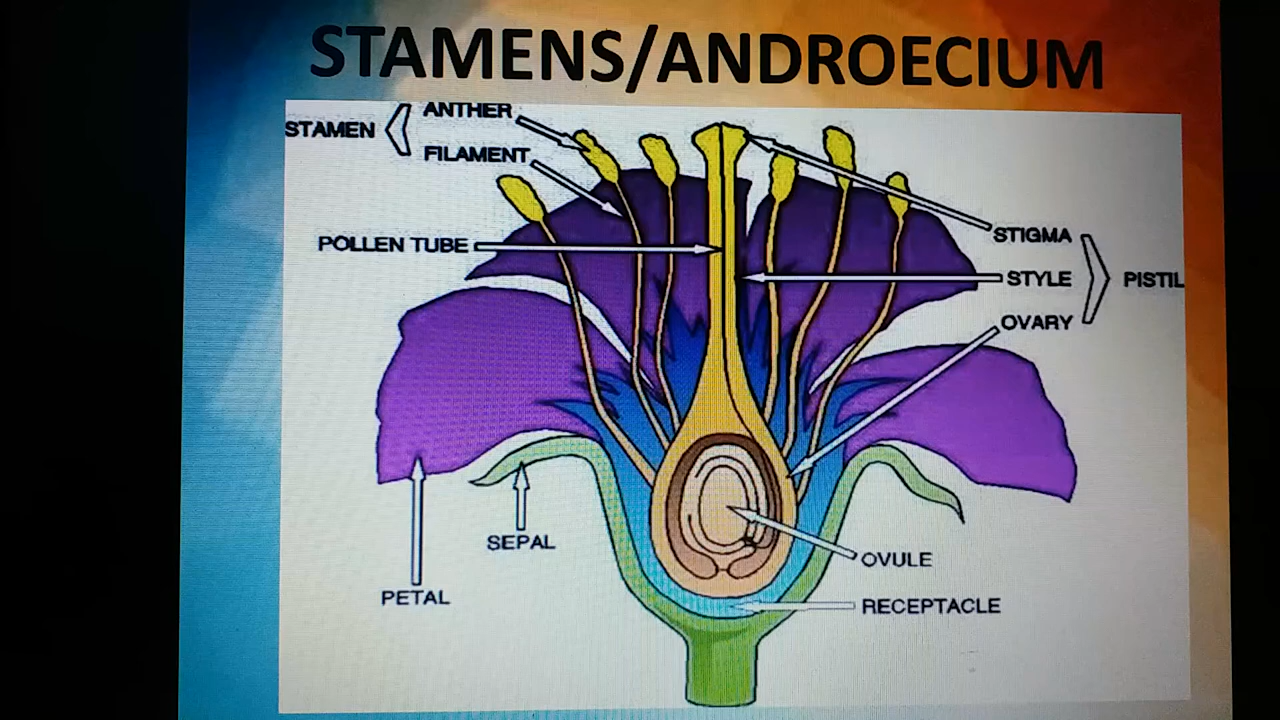 STAMENS/ANDROECIUM
ANTHER
STAMEN
FILAMENT
POLLEN TUBE
STIGMA
STYLE
PISTIL
OVARY
SEPAL
OVULE
PETAL
RECEPTACLE